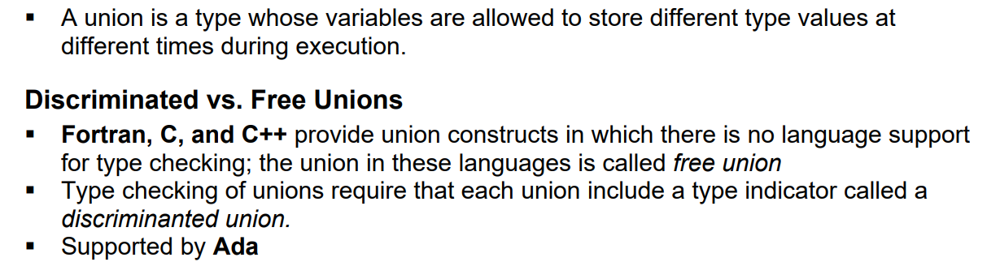 ▪ A union is a type whose variables are allowed to store different type values at
different times during execution.
Discriminated vs. Free Unions
▪ Fortran, C, and C++ provide union constructs in which there is no language support
for type checking; the union in these languages is called free union
▪ Type checking of unions require that each union include a type indicator called a
discriminanted union.
▪ Supported by Ada